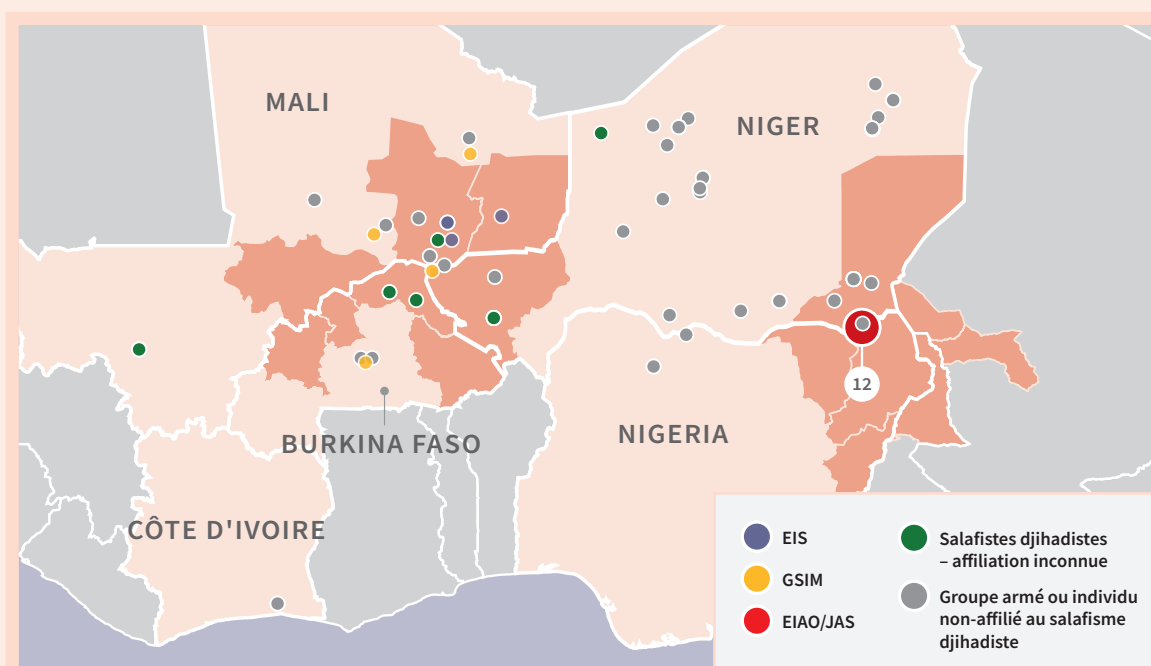 MALI
NIGER
BURKINA FASO
NIGERIA
CÔTE D'IVOIRE
12
EIS
GSIM
EIAO/JAS
Salafistes djihadistes
– affiliation inconnue
Groupe armé ou individu
non-affilié au salafisme
djihadiste